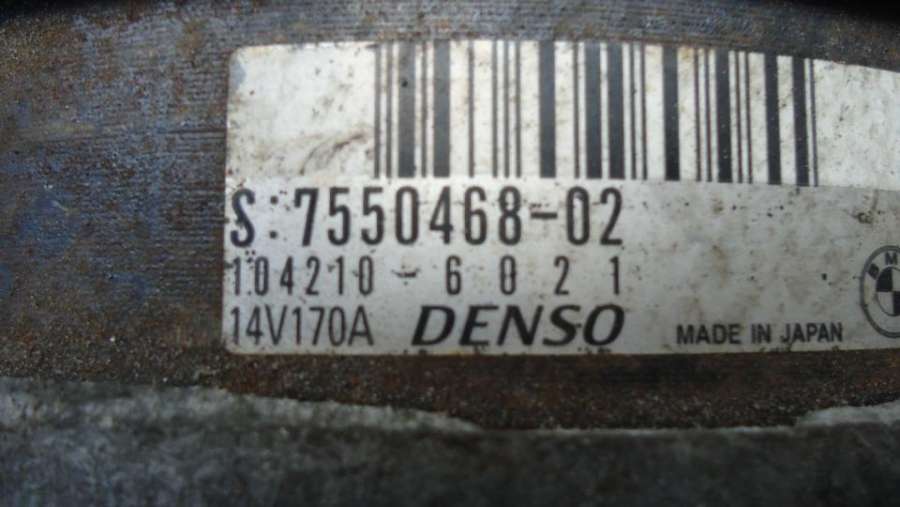 S:7550468-02
104210-6021
14V170A DENSO MADE IN JAPAN